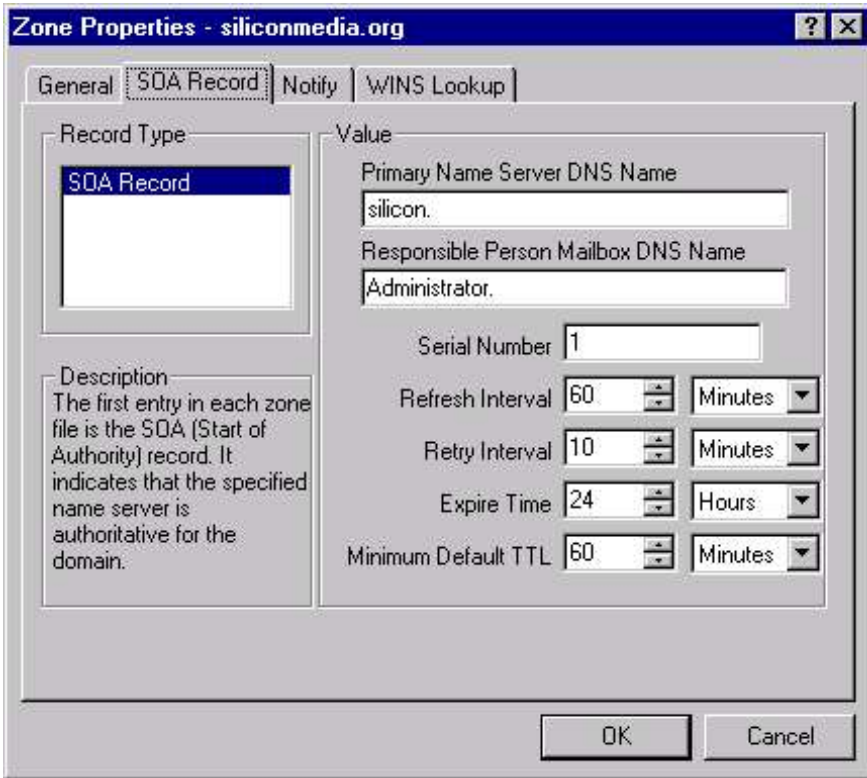 Zone Properties - siliconmedia.org
General
SOA Record
Notify
WINS Lookup
Record Type
SOA Record
Description
The first entry in each zone
file is the SOA (Start of
Authority) record. It
indicates that the specified
name server is
authoritative for the
domain.
Value
Primary Name Server DNS Name
silicon.
Responsible Person Mailbox DNS Name
Administrator.
Serial Number 1
Refresh Interval 60 Minutes
Retry Interval 10 Minutes
Expire Time 24 Hours
Minimum Default TTL 60 Minutes
OK
Cancel